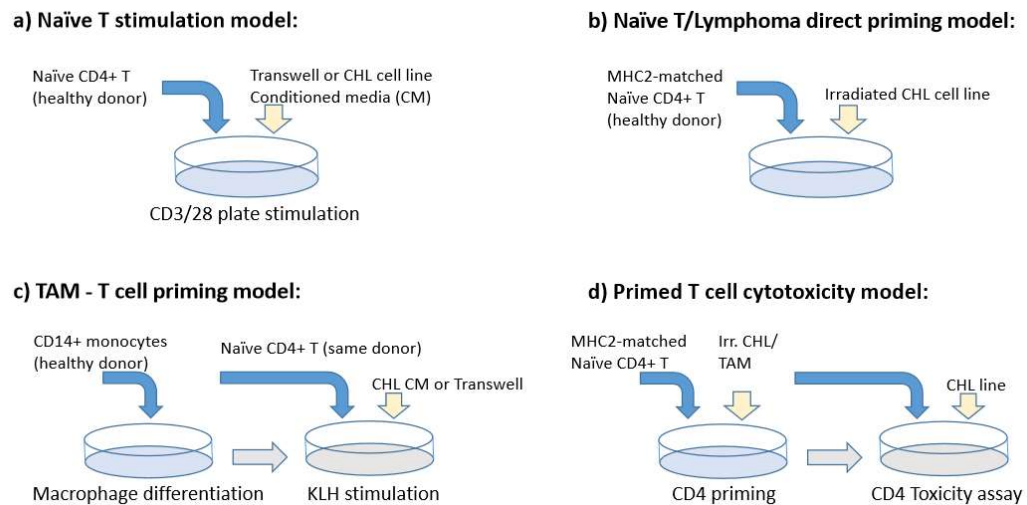 a) Naïve T stimulation model:
Naïve CD4+ T
(healthy donor)
Transwell or CHL cell line
Conditioned media (CM)
CD3/28 plate stimulation
b) Naïve T/Lymphoma direct priming model:
MHC2-matched
Naïve CD4+ T
(healthy donor)
Irradiated CHL cell line
c) TAM - T cell priming model:
CD14+ monocytes
(healthy donor)
Naïve CD4+ T (same donor)
CHL CM or Transwell
Macrophage differentiation
KLH stimulation
d) Primed T cell cytotoxicity model:
MHC2-matched
Naïve CD4+ T
Irr. CHL/
TAM
CHL line
CD4 priming
CD4 Toxicity assay